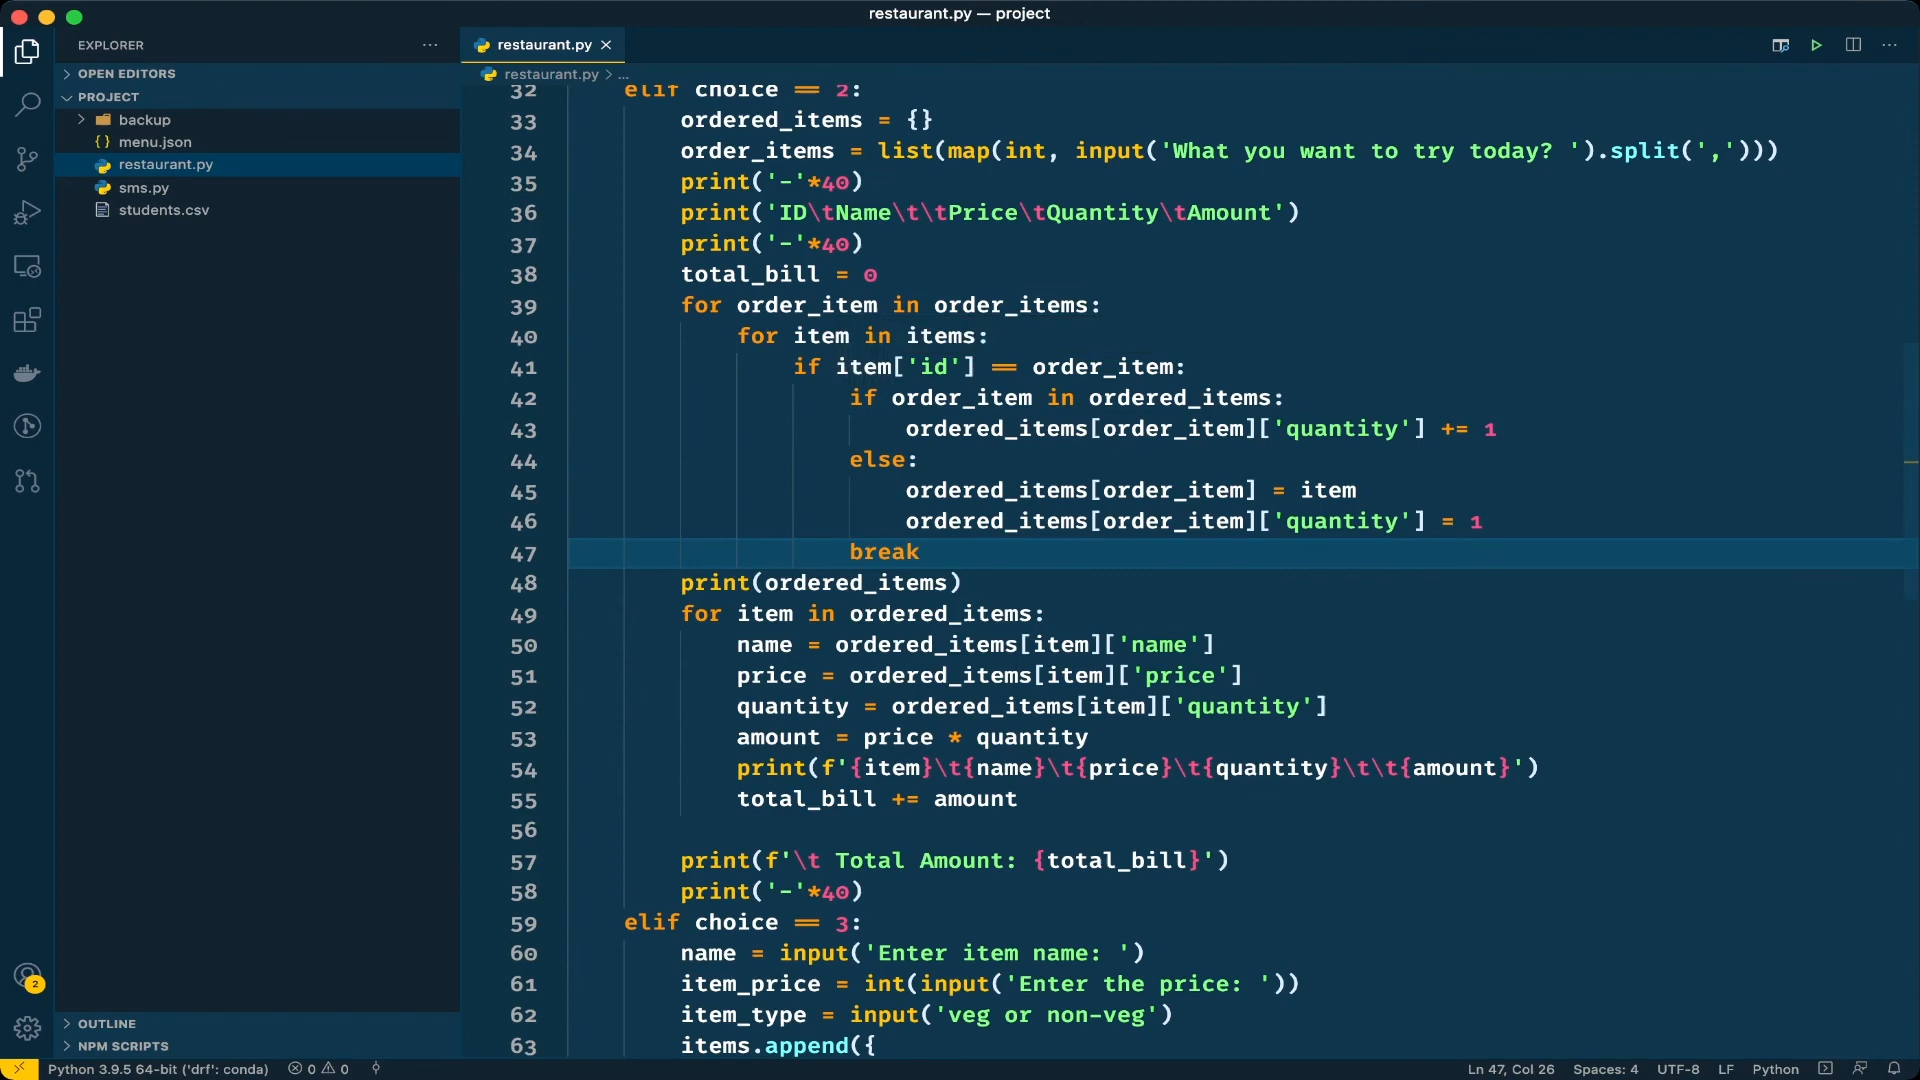 restaurant.py — project
EXPLORER
OPEN EDITORS
PROJECT
backup
menu.json
restaurant.py
sms.py
students.csv
OUTLINE
NPM SCRIPTS
restaurant.py
restaurant.py > ...
32 elif choice == 2:
33 ordered_items = {}
34 order_items = list(map(int, input('What you want to try today? ').split(',')))
35 print('-'*40)
36 print('ID\tName\t\tPrice\tQuantity\tAmount')
37 print('-'*40)
38 total_bill = 0
39 for order_item in order_items:
40 for item in items:
41 if item['id'] == order_item:
42 if order_item in ordered_items:
43 ordered_items[order_item]['quantity'] += 1
44 else:
45 ordered_items[order_item] = item
46 ordered_items[order_item]['quantity'] = 1
47 break
48 print(ordered_items)
49 for item in ordered_items:
50 name = ordered_items[item]['name']
51 price = ordered_items[item]['price']
52 quantity = ordered_items[item]['quantity']
53 amount = price * quantity
54 print(f'{item}\t{name}\t{price}\t{quantity}\t\t{amount}')
55 total_bill += amount
56
57 print(f'\t Total Amount: {total_bill}')
58 print('-'*40)
59 elif choice == 3:
60 name = input('Enter item name: ')
61 item_price = int(input('Enter the price: '))
62 item_type = input('veg or non-veg')
63 items.append({
2
Python 3.9.5 64-bit ('drf': conda) 0 0 Ln 47, Col 26 Spaces: 4 UTF-8 LF Python